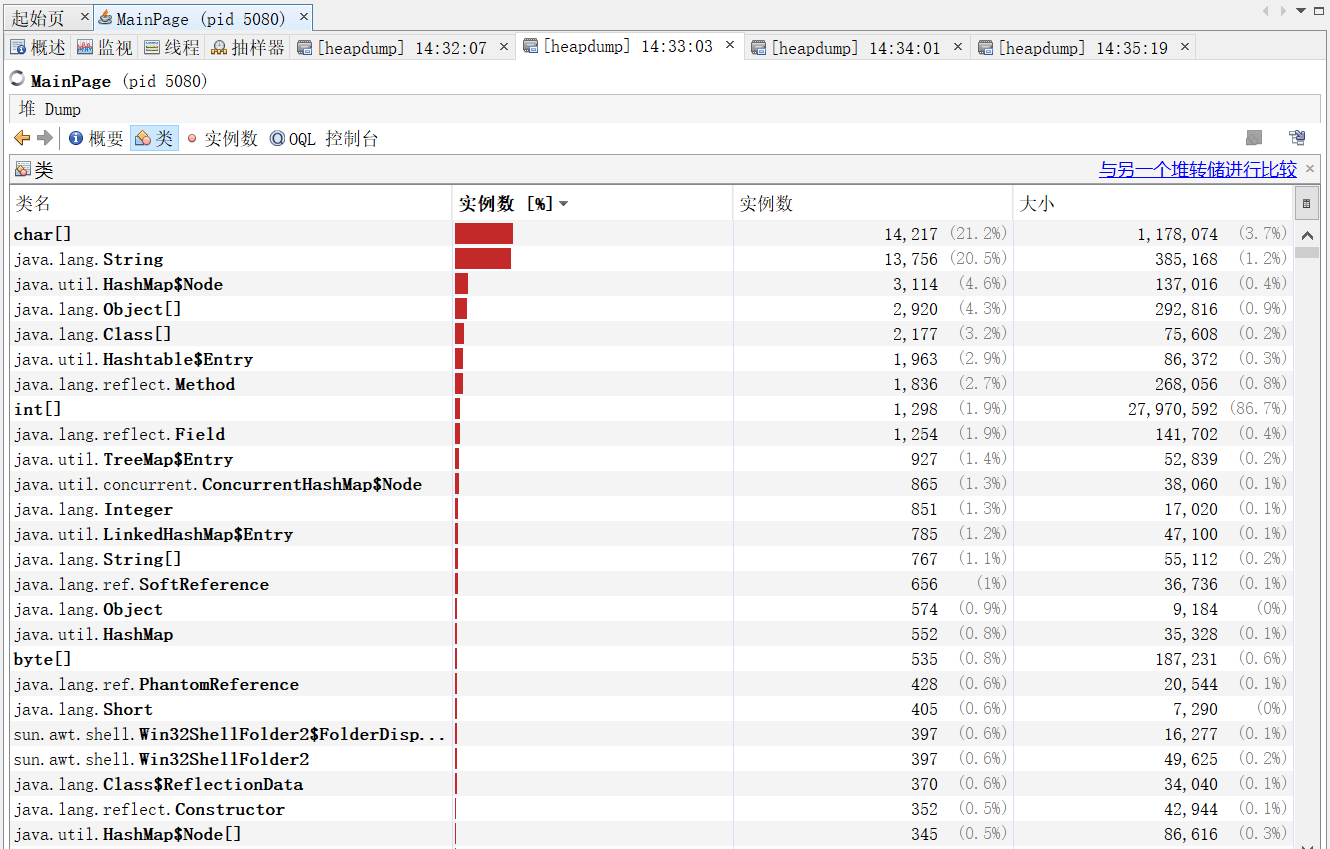 起始页 × MainPage (pid 5080) ×
概述 监视 线程 抽样器 [heapdump] 14:32:07 × [heapdump] 14:33:03 × [heapdump] 14:34:01 × [heapdump] 14:35:19 ×
MainPage (pid 5080)
堆 Dump
概要 类 实例数 OQL 控制台
类 与另一个堆转储进行比较 ×
类名 实例数 [%] 实例数 大小
char[] 14,217 (21.2%) 1,178,074 (3.7%)
java.lang.String 13,756 (20.5%) 385,168 (1.2%)
java.util.HashMap$Node 3,114 (4.6%) 137,016 (0.4%)
java.lang.Object[] 2,920 (4.3%) 292,816 (0.9%)
java.lang.Class[] 2,177 (3.2%) 75,608 (0.2%)
java.util.Hashtable$Entry 1,963 (2.9%) 86,372 (0.3%)
java.lang.reflect.Method 1,836 (2.7%) 268,056 (0.8%)
int[] 1,298 (1.9%) 27,970,592 (86.7%)
java.lang.reflect.Field 1,254 (1.9%) 141,702 (0.4%)
java.util.TreeMap$Entry 927 (1.4%) 52,839 (0.2%)
java.util.concurrent.ConcurrentHashMap$Node 865 (1.3%) 38,060 (0.1%)
java.lang.Integer 851 (1.3%) 17,020 (0.1%)
java.util.LinkedHashMap$Entry 785 (1.2%) 47,100 (0.1%)
java.lang.String[] 767 (1.1%) 55,112 (0.2%)
java.lang.ref.SoftReference 656 (1%) 36,736 (0.1%)
java.lang.Object 574 (0.9%) 9,184 (0%)
java.util.HashMap 552 (0.8%) 35,328 (0.1%)
byte[] 535 (0.8%) 187,231 (0.6%)
java.lang.ref.PhantomReference 428 (0.6%) 20,544 (0.1%)
java.lang.Short 405 (0.6%) 7,290 (0%)
sun.awt.shell.Win32ShellFolder2$FolderDisp... 397 (0.6%) 16,277 (0.1%)
sun.awt.shell.Win32ShellFolder2 397 (0.6%) 49,625 (0.2%)
java.lang.Class$ReflectionData 370 (0.6%) 34,040 (0.1%)
java.lang.reflect.Constructor 352 (0.5%) 42,944 (0.1%)
java.util.HashMap$Node[] 345 (0.5%) 86,616 (0.3%)